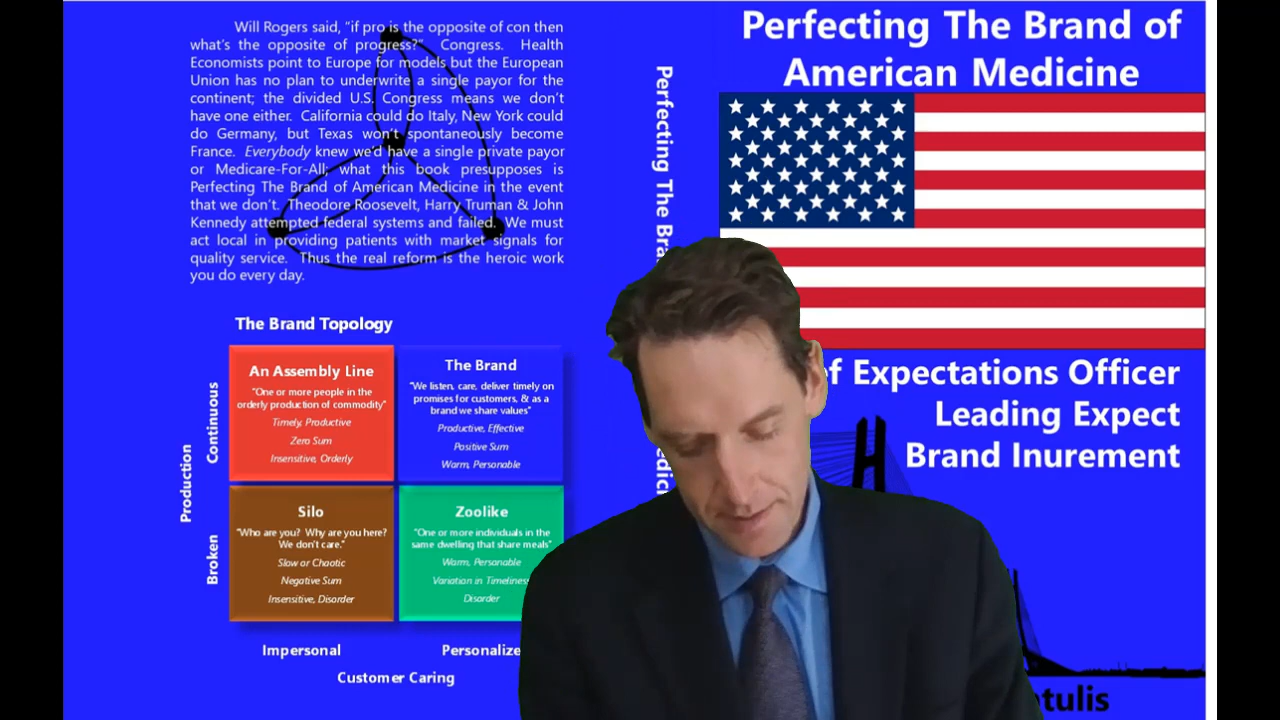 Will Rogers said, "if pro is the opposite of con then
what's the opposite of progress?" Congress. Health
Economists point to Europe for models but the European
Union has no plan to underwrite a single payor for the
continent; the divided U.S. Congress means we don't
have one either. California could do Italy, New York could
do Germany, but Texas won't spontaneously become
France. Everybody knew we'd have a single private payor
or Medicare-For-All; what this book presupposes is
Perfecting The Brand of American Medicine in the event
that we don't. Theodore Roosevelt, Harry Truman & John
Kennedy attempted federal systems and failed. We must
act local in providing patients with market signals for
quality service. Thus the real reform is the heroic work
you do every day.
The Brand Topology
An Assembly Line
"One or more people in the
orderly production of commodity"
Timely, Productive
Zero Sum
Insensitive, Orderly
The Brand
"We listen, care, deliver timely on
promises for customers, & as a
brand we share values"
Productive, Effective
Positive Sum
Warm, Personable
Silo
"Who are you? Why are you here?
We don't care."
Slow or Chaotic
Negative Sum
Insensitive, Disorder
Zoolike
"One or more individuals in the
same dwelling that share meals"
Warm, Personable
Variation in Timeliness
Disorder
Production
Continuous
Broken
Impersonal
Personalize
Customer Caring
Perfecting The Bra
edici
Perfecting The Brand of
American Medicine
ef Expectations Officer
Leading Expect
Brand Inurement
tulis